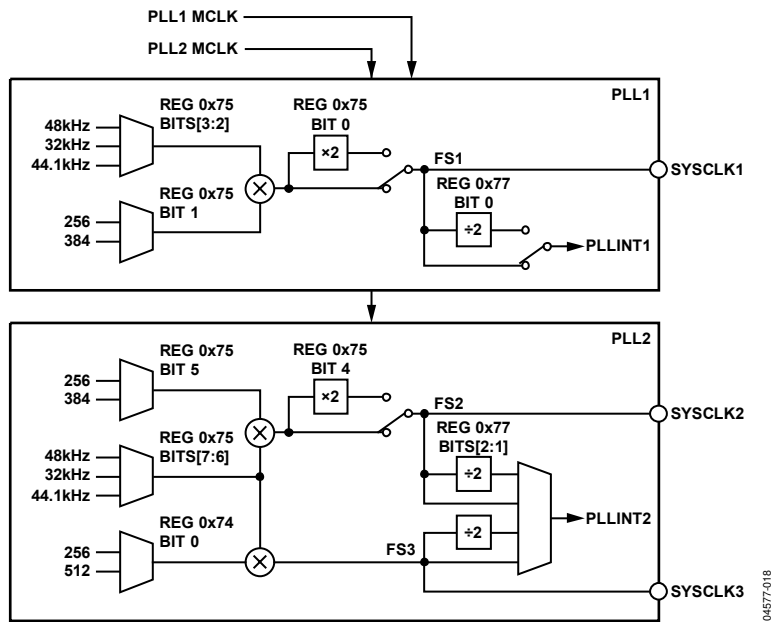 PLL1 MCLK
PLL2 MCLK
PLL1
REG 0x75
BITS[3:2]
48kHz
32kHz
44.1kHz
REG 0x75
BIT 0
×2
FS1
SYSCLK1
REG 0x75
BIT 1
256
384
REG 0x77
BIT 0
÷2
PLLINT1
PLL2
REG 0x75
BIT 5
256
384
REG 0x75
BIT 4
×2
FS2
SYSCLK2
REG 0x75
BITS[7:6]
48kHz
32kHz
44.1kHz
REG 0x77
BITS[2:1]
÷2
÷2
PLLINT2
REG 0x74
BIT 0
256
512
FS3
SYSCLK3
04577-018